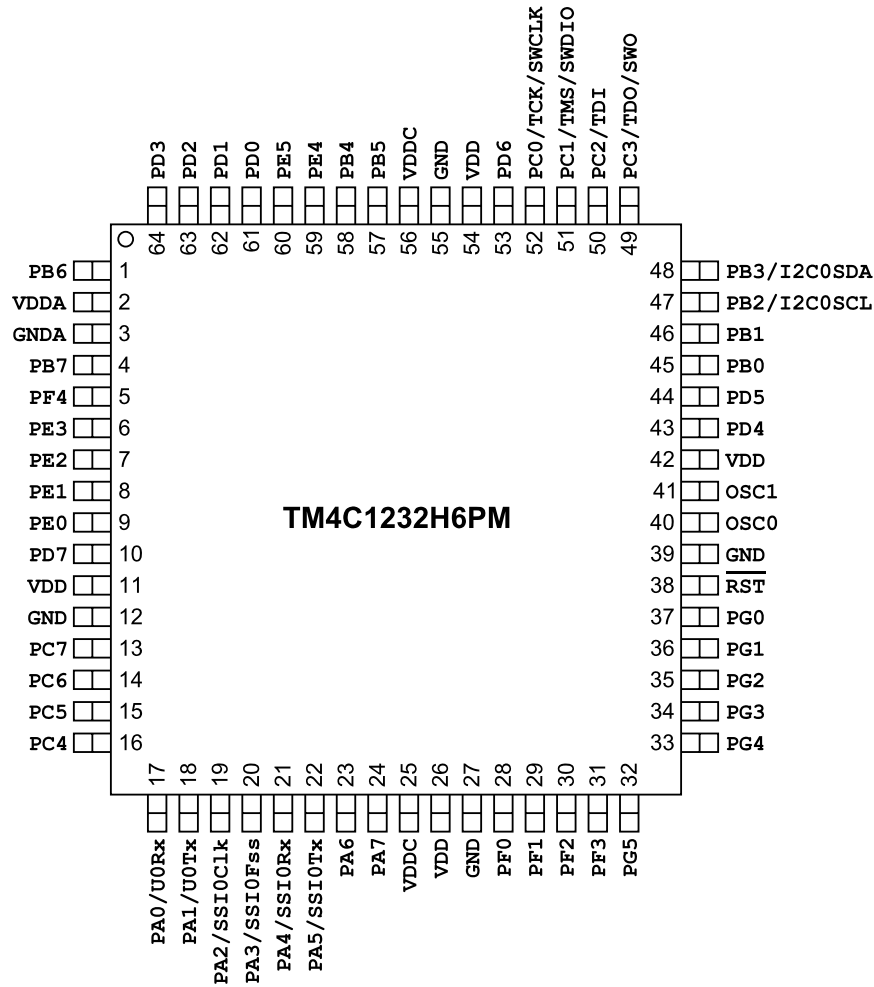 PD3
PD2
PD1
PD0
PE5
PE4
PB4
PB5
VDDC
GND
VDD
PD6
PC0/TCK/SWCLK
PC1/TMS/SWDIO
PC2/TDI
PC3/TDO/SWO
64
63
62
61
60
59
58
57
56
55
54
53
52
51
50
49
PB6 1
VDDA 2
GNDA 3
PB7 4
PF4 5
PE3 6
PE2 7
PE1 8
PE0 9
PD7 10
VDD 11
GND 12
PC7 13
PC6 14
PC5 15
PC4 16
TM4C1232H6PM
48 PB3/I2C0SDA
47 PB2/I2C0SCL
46 PB1
45 PB0
44 PD5
43 PD4
42 VDD
41 OSC1
40 OSC0
39 GND
38 RST
37 PG0
36 PG1
35 PG2
34 PG3
33 PG4
17
18
19
20
21
22
23
24
25
26
27
28
29
30
31
32
PA0/U0Rx
PA1/U0Tx
PA2/SSI0Clk
PA3/SSI0Fss
PA4/SSI0Rx
PA5/SSI0Tx
PA6
PA7
VDDC
VDD
GND
PF0
PF1
PF2
PF3
PG5